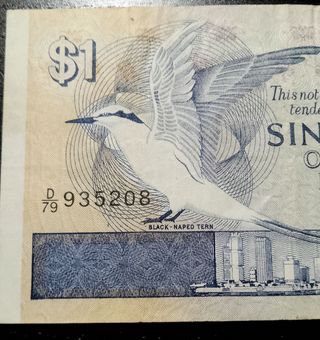 $1
This not
tende
SIN
O
D/79 935208
BLACK-NAPED TERN